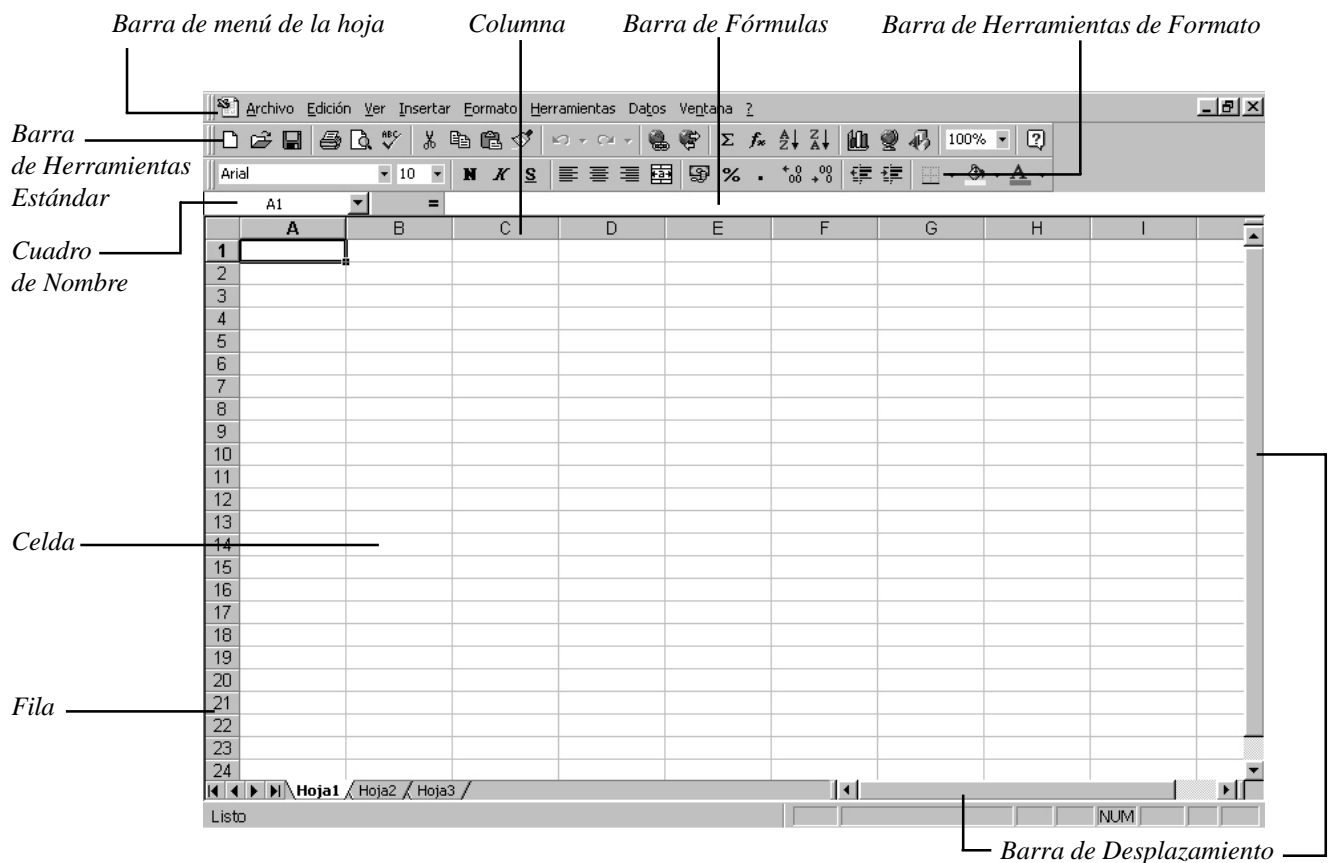 Barra de menú de la hoja Columna Barra de Fórmulas Barra de Herramientas de Formato
Archivo Edición Ver Insertar Formato Herramientas Datos Ventana ?
Barra
de Herramientas
Estándar
ABC Σ fx A Z Z A 100% ?
Arial 10 N K S % . A
A1 =
Cuadro
de Nombre
A B C D E F G H I
1
2
3
4
5
6
7
8
9
10
11
12
13
Celda
14
15
16
17
18
19
20
Fila
21
22
23
24
Hoja1 Hoja2 Hoja3
Listo NUM
Barra de Desplazamiento